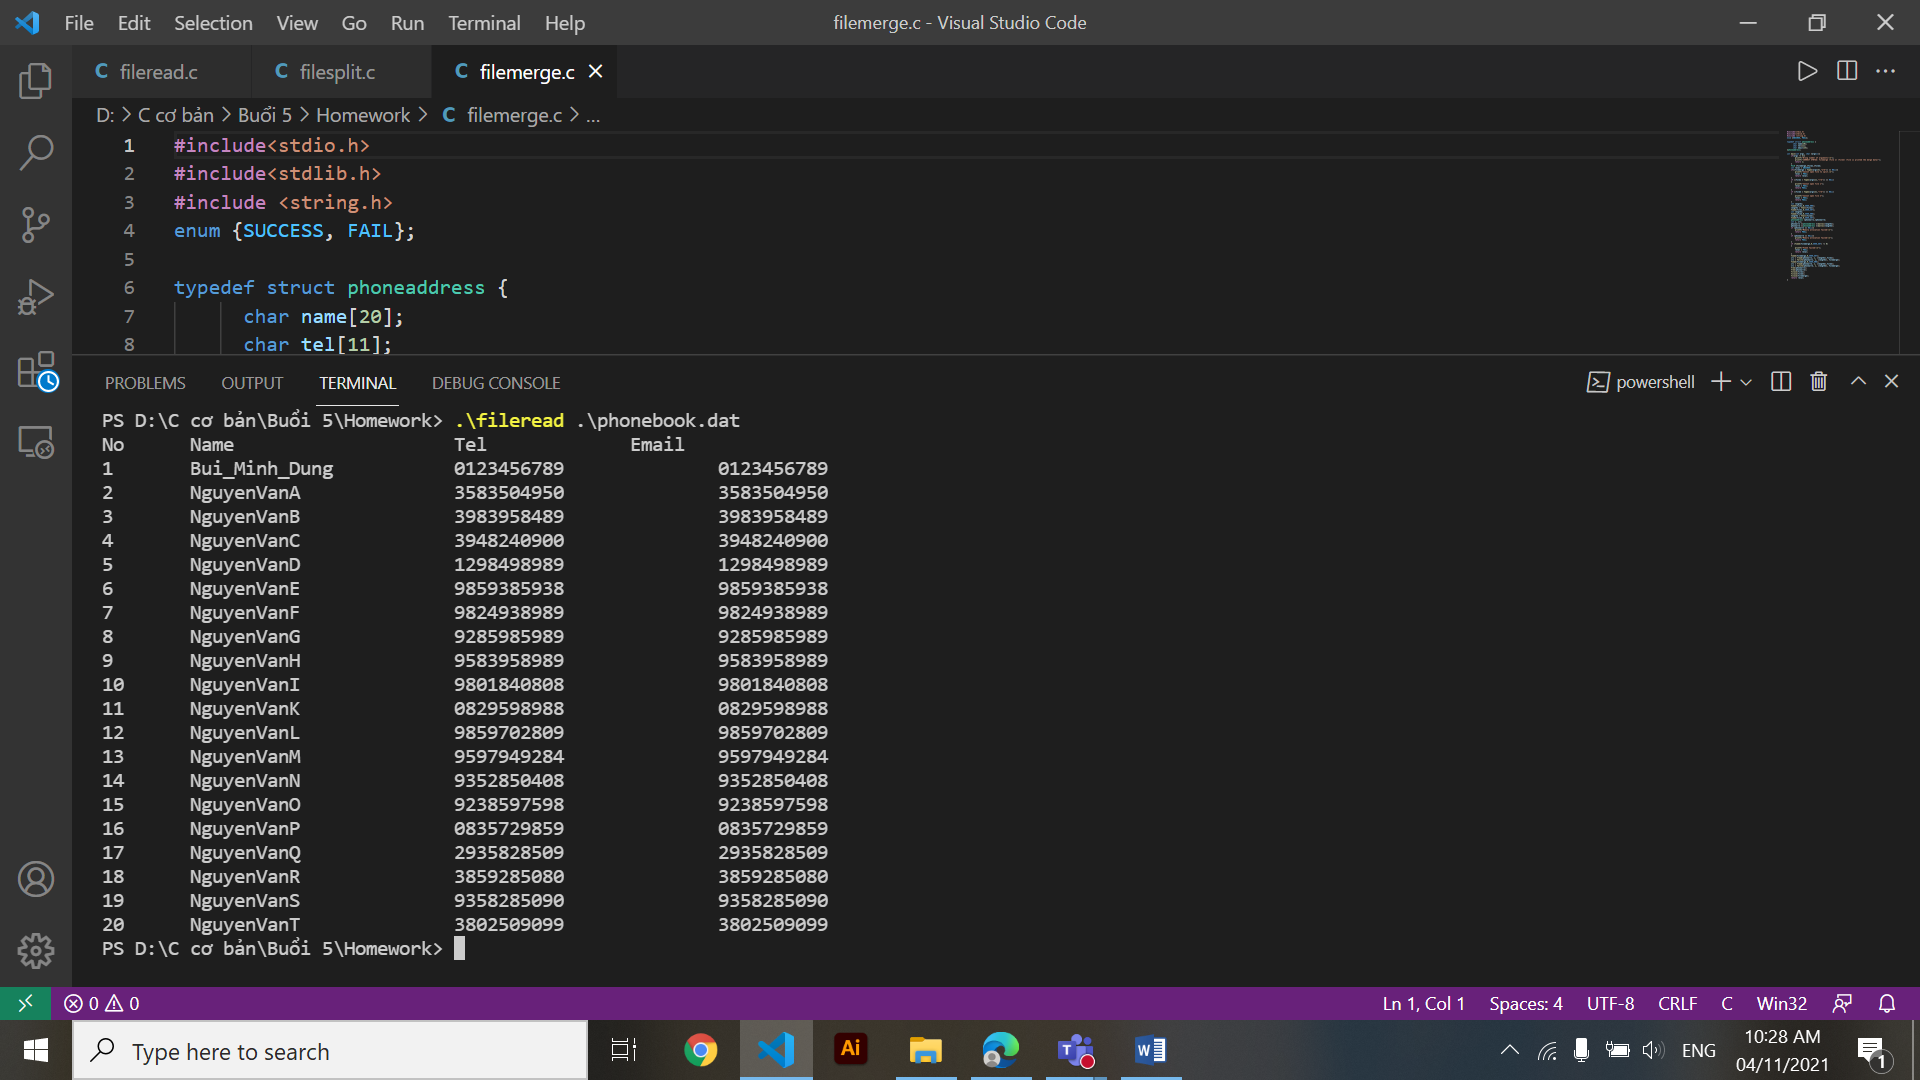 File Edit Selection View Go Run Terminal Help filemerge.c - Visual Studio Code
C fileread.c C filesplit.c C filemerge.c
D: > C cơ bản > Buổi 5 > Homework > C filemerge.c > ...
1 #include<stdio.h>
2 #include<stdlib.h>
3 #include <string.h>
4 enum {SUCCESS, FAIL};
5
6 typedef struct phoneaddress {
7 char name[20];
8 char tel[11];
PROBLEMS OUTPUT TERMINAL DEBUG CONSOLE powershell
PS D:\C cơ bản\Buổi 5\Homework> .\fileread .\phonebook.dat
No Name Tel Email
1 Bui_Minh_Dung 0123456789 0123456789
2 NguyenVanA 3583504950 3583504950
3 NguyenVanB 3983958489 3983958489
4 NguyenVanC 3948240900 3948240900
5 NguyenVanD 1298498989 1298498989
6 NguyenVanE 9859385938 9859385938
7 NguyenVanF 9824938989 9824938989
8 NguyenVanG 9285985989 9285985989
9 NguyenVanH 9583958989 9583958989
10 NguyenVanI 9801840808 9801840808
11 NguyenVanK 0829598988 0829598988
12 NguyenVanL 9859702809 9859702809
13 NguyenVanM 9597949284 9597949284
14 NguyenVanN 9352850408 9352850408
15 NguyenVanO 9238597598 9238597598
16 NguyenVanP 0835729859 0835729859
17 NguyenVanQ 2935828509 2935828509
18 NguyenVanR 3859285080 3859285080
19 NguyenVanS 9358285090 9358285090
20 NguyenVanT 3802509099 3802509099
PS D:\C cơ bản\Buổi 5\Homework>
0 0 Ln 1, Col 1 Spaces: 4 UTF-8 CRLF C Win32
Type here to search Ai T W ENG 10:28 AM
04/11/2021 1